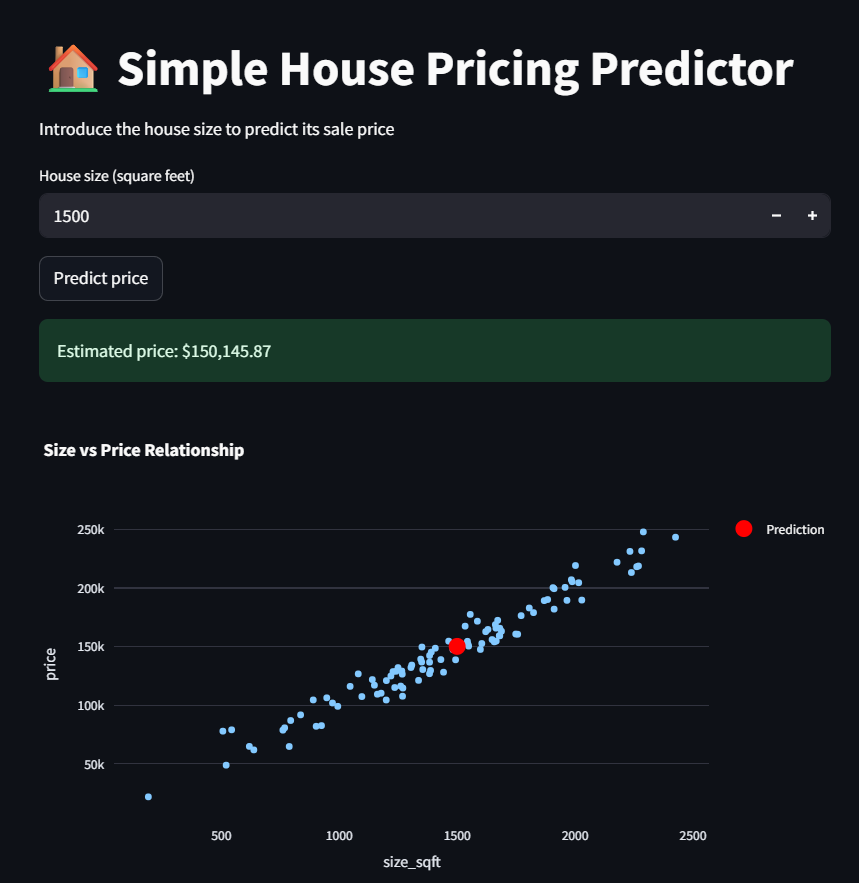 Simple House Pricing Predictor
Introduce the house size to predict its sale price
House size (square feet)
1500
Predict price
Estimated price: $150,145.87
Size vs Price Relationship
250k
200k
150k
100k
50k
price
500
1000
1500
2000
2500
size_sqft
Prediction